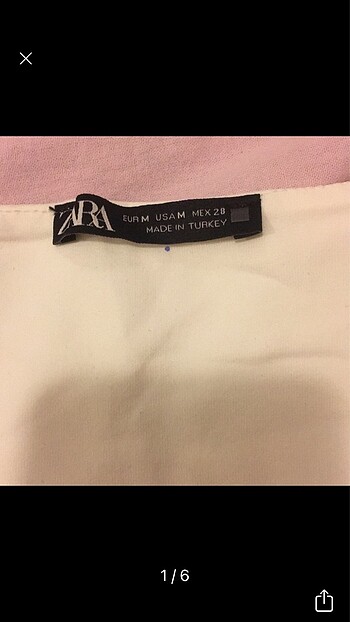 ZARA
EUR M USA M MEX 28
MADE IN TURKEY
1/6